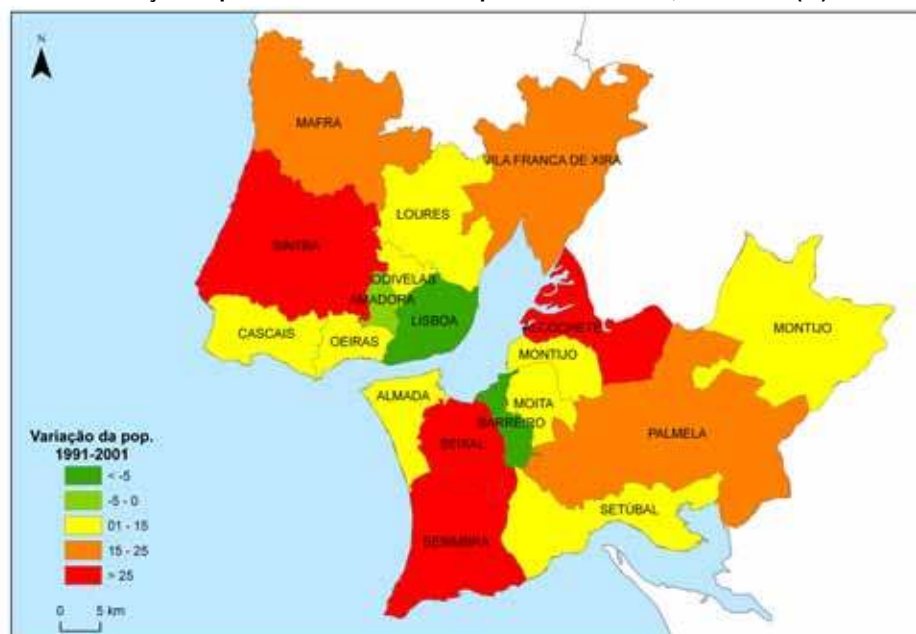 N
MAFRA
VILA FRANCA DE XIRA
LOURES
SINTRA
ODIVELAS
AMADORA
LISBOA
ALCOCHETE
CASCAIS
OEIRAS
MONTIJO
MONTIJO
ALMADA
MOITA
BARREIRO
SEIXAL
PALMELA
SETÚBAL
SESIMBRA
Variação da pop.
1991-2001
< -5
-5 - 0
01 - 15
15 - 25
> 25
0 5 km